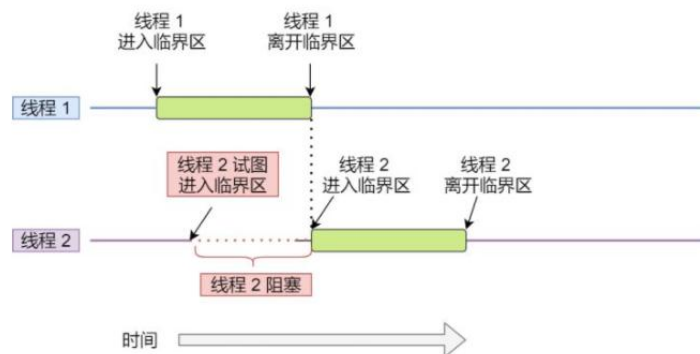 线程 1
进入临界区
线程 1
离开临界区
线程 1
线程 2 试图
进入临界区
线程 2
进入临界区
线程 2
离开临界区
线程 2
线程 2 阻塞
时间